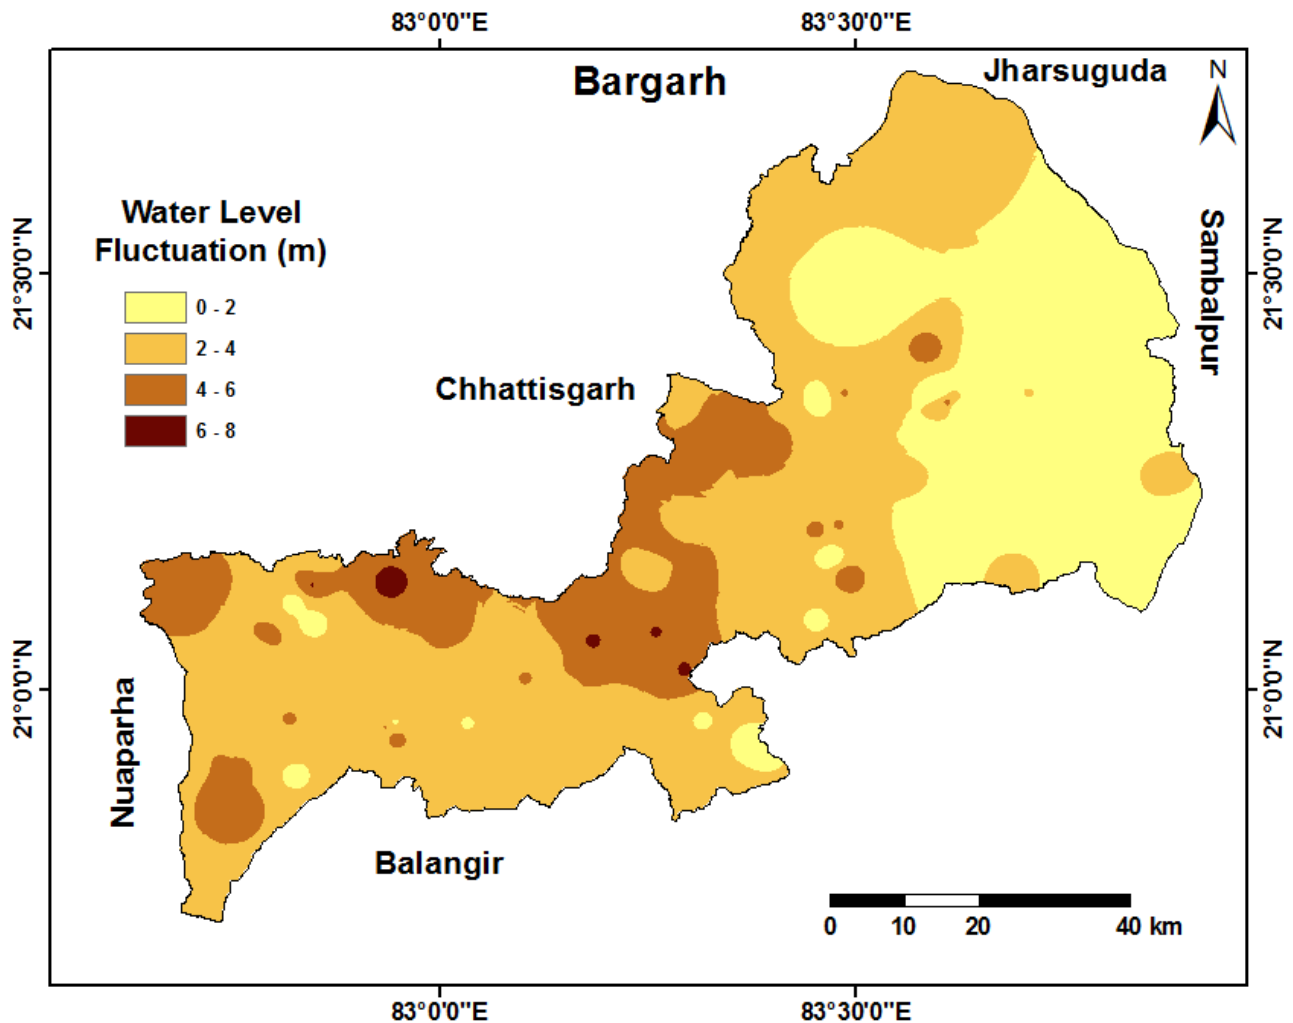 83°0'0"E
83°30'0"E
Bargarh
Jharsuguda
N
Water Level
Fluctuation (m)
0 - 2
2 - 4
4 - 6
6 - 8
21°30'0"N
21°30'0"N
Sambalpur
Chhattisgarh
21°0'0"N
21°0'0"N
Nuaparha
Balangir
0 10 20 40 km
83°0'0"E
83°30'0"E